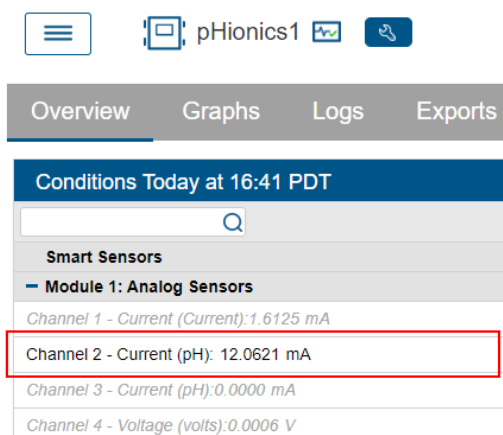 pHionics1
Overview Graphs Logs Exports
Conditions Today at 16:41 PDT
Smart Sensors
− Module 1: Analog Sensors
Channel 1 - Current (Current):1.6125 mA
Channel 2 - Current (pH): 12.0621 mA
Channel 3 - Current (pH):0.0000 mA
Channel 4 - Voltage (volts):0.0006 V